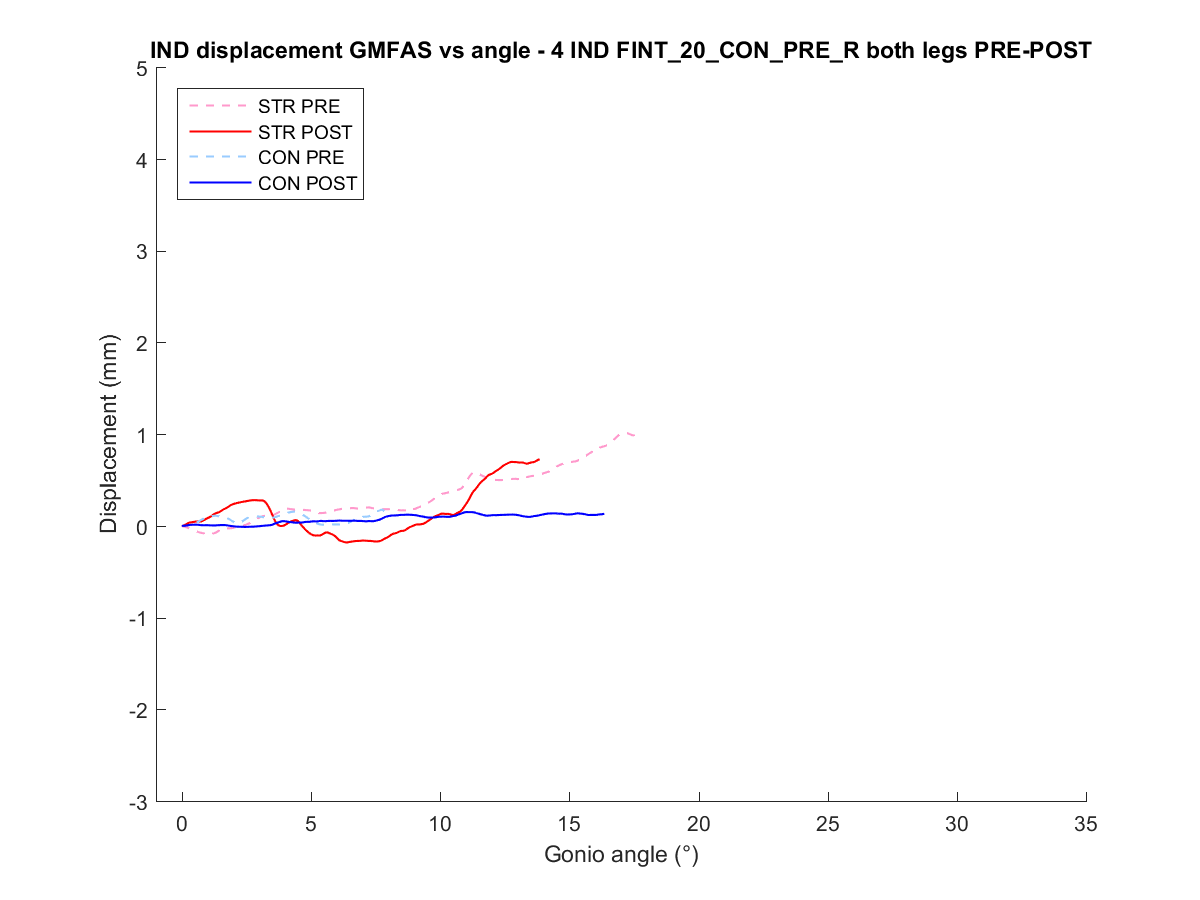 IND displacement GMFAS vs angle - 4 IND FINT_20_CON_PRE_R both legs PRE-POST
STR PRE
STR POST
CON PRE
CON POST
5
4
3
2
1
0
-1
-2
-3
Displacement (mm)
0 5 10 15 20 25 30 35
Gonio angle (°)